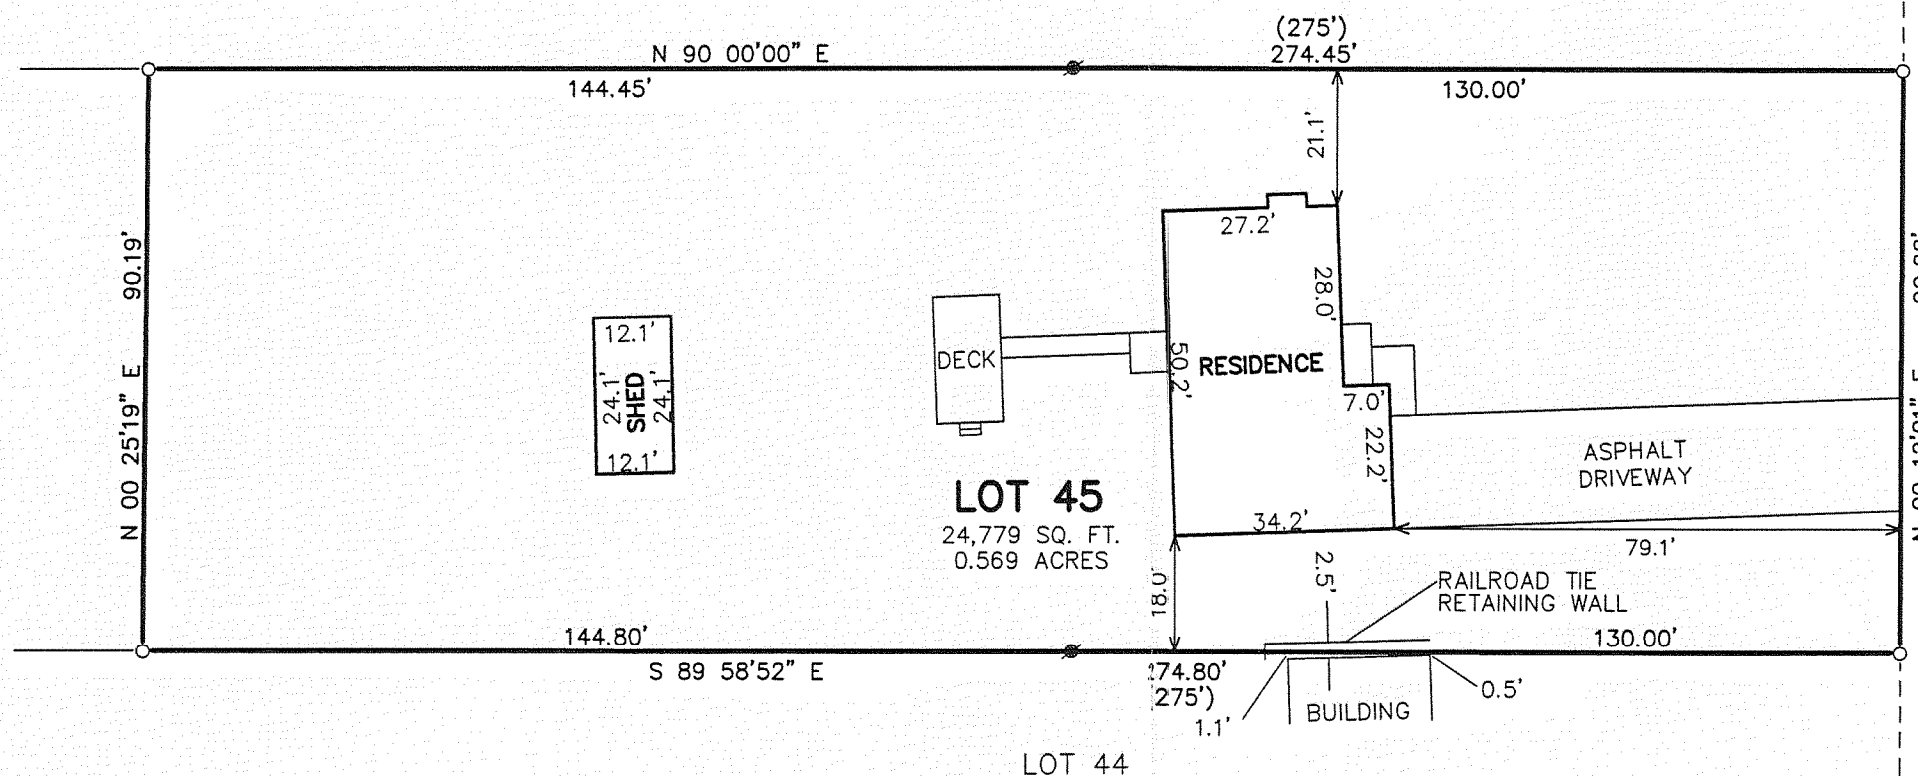 (275')
N 90 00'00" E
274.45'
144.45'
130.00'
21.1'
27.2'
N 00 25'19" E 90.19'
28.0'
12.1'
24.1'
SHED
24.1'
12.1'
DECK
50.2'
RESIDENCE
7.0'
22.2'
ASPHALT
DRIVEWAY
LOT 45
24,779 SQ. FT.
0.569 ACRES
34.2'
79.1'
18.0'
2.5'
RAILROAD TIE
RETAINING WALL
144.80'
130.00'
S 89 58'52" E
274.80'
275')
0.5'
1.1'
BUILDING
LOT 44